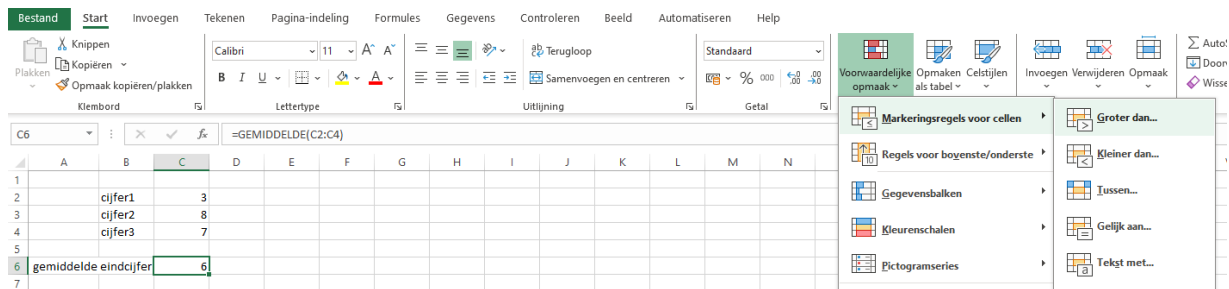 Bestand Start Invoegen Tekenen Pagina-indeling Formules Gegevens Controleren Beeld Automatiseren Help
Plakken
Knippen
Kopiëren
Opmaak kopiëren/plakken
Klembord
Calibri 11 A^ A˅
B I U A
Lettertype
ab Terugloop
Samenvoegen en centreren
Uitlijning
Standaard
% 000 ,00
Getal
Voorwaardelijke opmaak
Opmaken als tabel
Celstijlen
Invoegen Verwijderen Opmaak
Markeringsregels voor cellen
Regels voor bovenste/onderste
Gegevensbalken
Kleurenschalen
Pictogramseries
Groter dan...
Kleiner dan...
Tussen...
Gelijk aan...
Tekst met...
C6 fx =GEMIDDELDE(C2:C4)
A B C D E F G H I J K L M N
1
2 cijfer1 3
3 cijfer2 8
4 cijfer3 7
5
6 gemiddelde eindcijfer 6
7